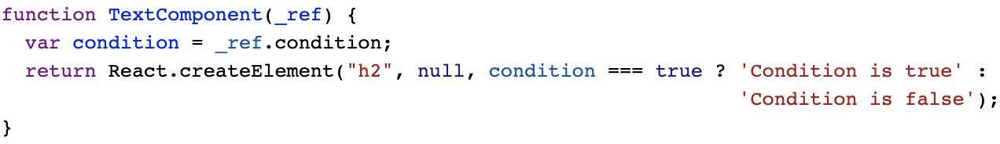 function TextComponent(_ref) {
  var condition = _ref.condition;
  return React.createElement("h2", null, condition === true ? 'Condition is true' :
                                                              'Condition is false');
}